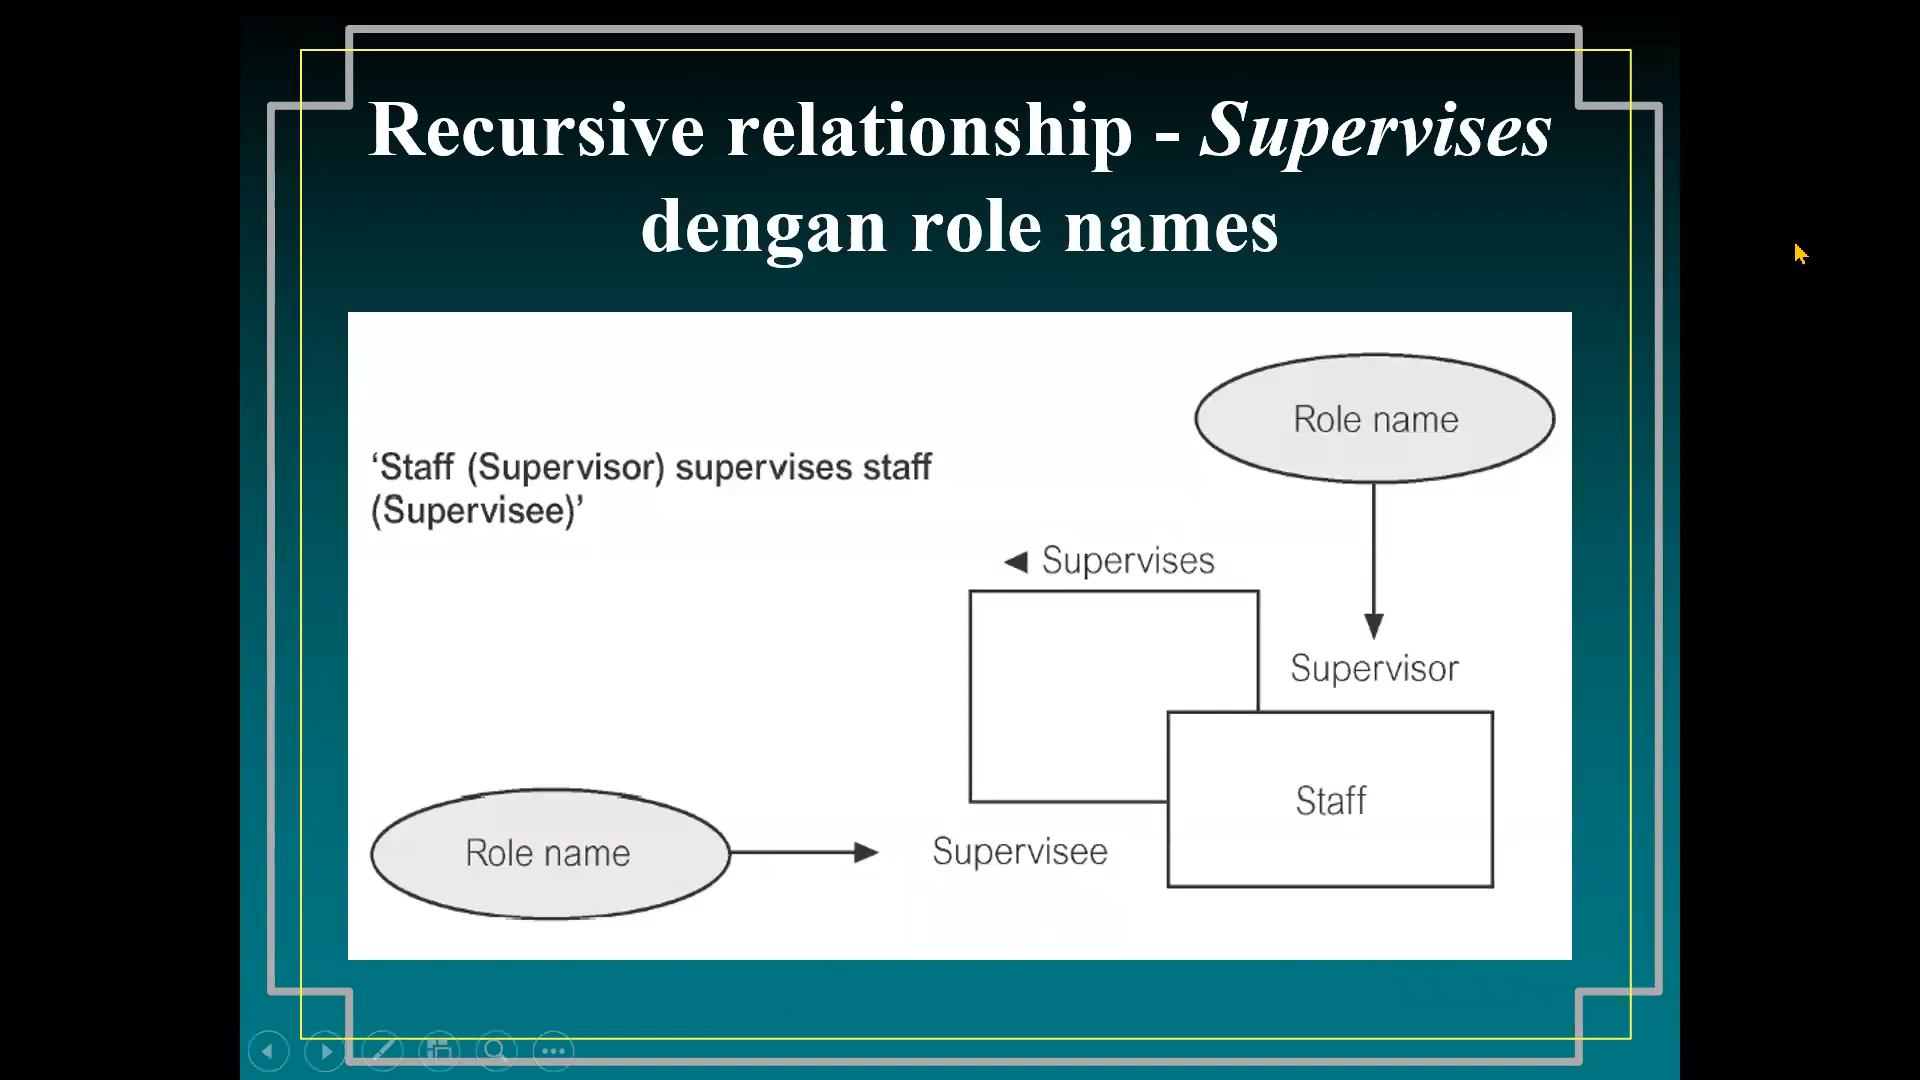 Recursive relationship - Supervises
dengan role names
Role name
‘Staff (Supervisor) supervises staff
(Supervisee)’
◄ Supervises
Supervisor
Staff
Role name
Supervisee